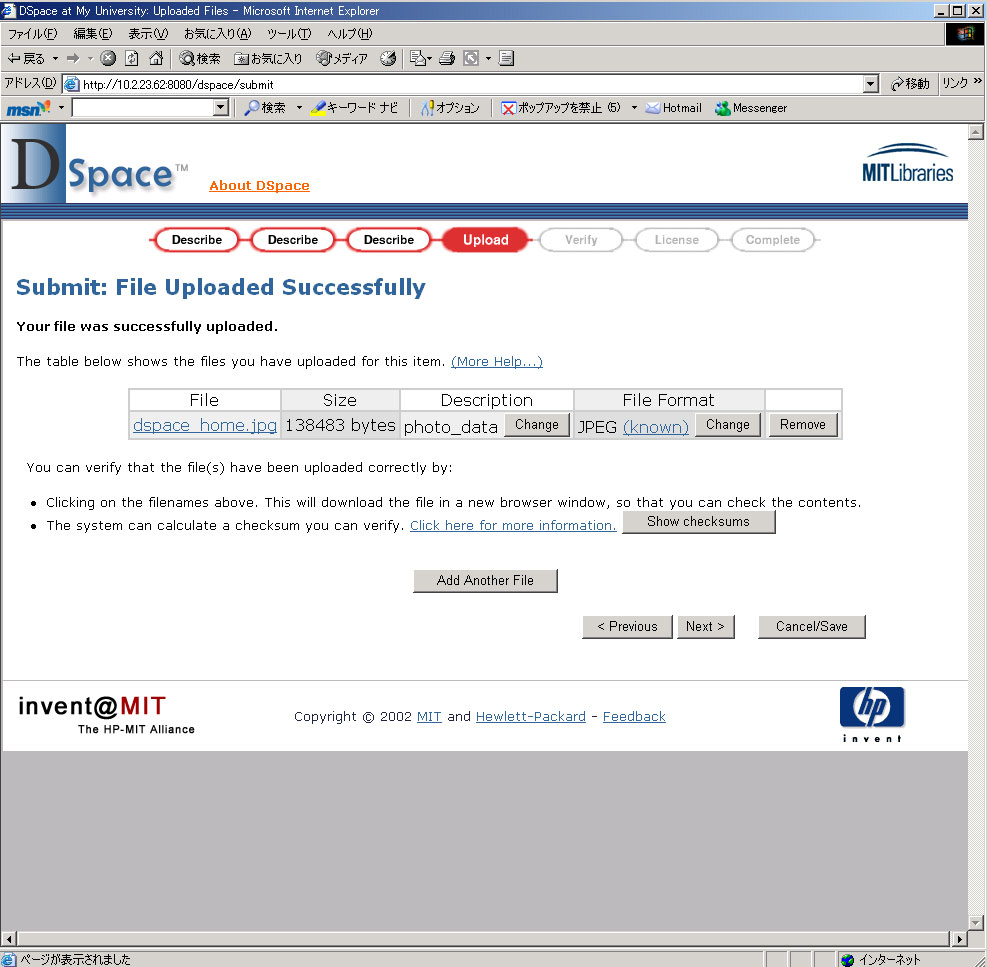 DSpace at My University: Uploaded Files - Microsoft Internet Explorer
ファイル(F) 編集(E) 表示(V) お気に入り(A) ツール(T) ヘルプ(H)
戻る 検索 お気に入り メディア
アドレス(D) http://10.2.23.62:8080/dspace/submit 移動 リンク »
msn 検索 キーワード ナビ オプション ポップアップを禁止 (6) Hotmail Messenger
DSpace™ About DSpace MITLibraries
Describe Describe Describe Upload Verify License Complete
Submit: File Uploaded Successfully
Your file was successfully uploaded.
The table below shows the files you have uploaded for this item. (More Help...)
File Size Description File Format
dspace_home.jpg 138483 bytes photo_data Change JPEG (known) Change Remove
You can verify that the file(s) have been uploaded correctly by:
• Clicking on the filenames above. This will download the file in a new browser window, so that you can check the contents.
• The system can calculate a checksum you can verify. Click here for more information. Show checksums
Add Another File
< Previous Next > Cancel/Save
invent@MIT
The HP-MIT Alliance
Copyright © 2002 MIT and Hewlett-Packard - Feedback
hp
invent
ページが表示されました インターネット